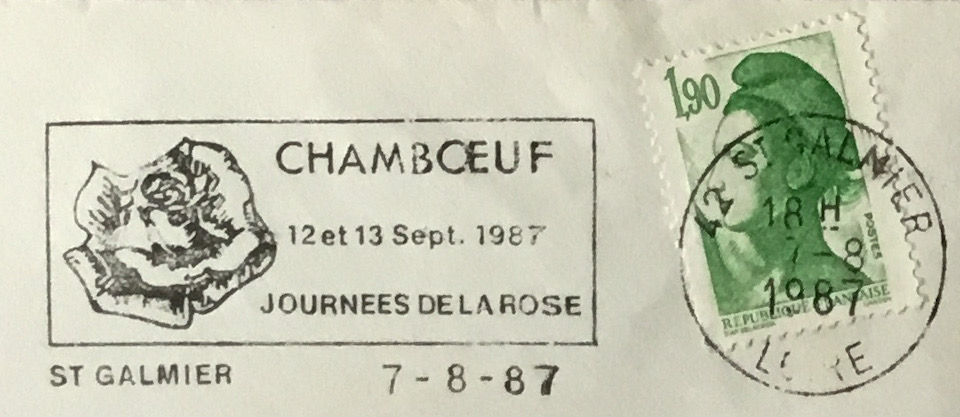 CHAMBŒUF
12 et 13 Sept. 1987
JOURNEES DE LA ROSE
ST GALMIER 7-8-87
1,90
POSTES
REPUBLIQUE FRANÇAISE
42 ST GALMIER
18 H
7-8
1987
LOIRE